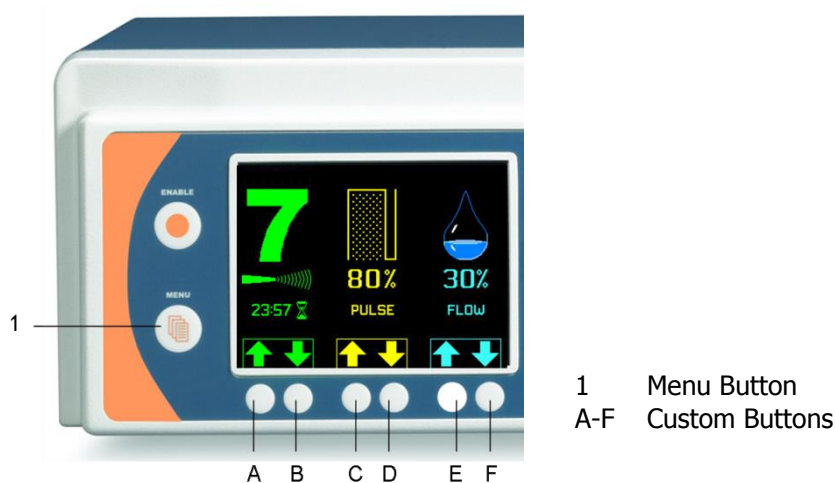 ENABLE
7
80%
30%
23:57
PULSE
FLOW
MENU
1
A B C D E F
1 Menu Button
A-F Custom Buttons